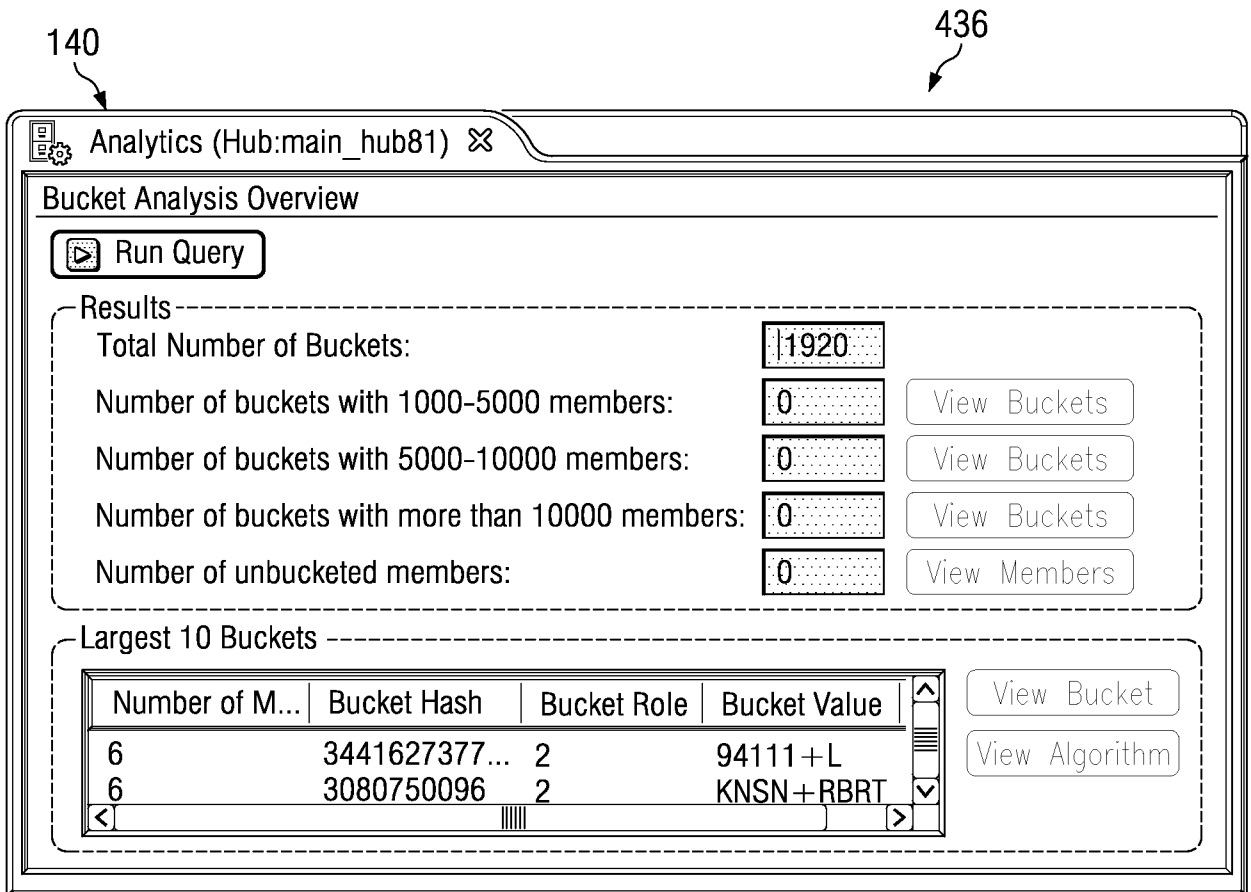 140
436
Analytics (Hub:main_hub81)
Bucket Analysis Overview
Run Query
Results
Total Number of Buckets: 1920
Number of buckets with 1000-5000 members: 0 View Buckets
Number of buckets with 5000-10000 members: 0 View Buckets
Number of buckets with more than 10000 members: 0 View Buckets
Number of unbucketed members: 0 View Members
Largest 10 Buckets
Number of M... Bucket Hash Bucket Role Bucket Value View Bucket
6 3441627377... 2 94111+L View Algorithm
6 3080750096 2 KNSN+RBRT